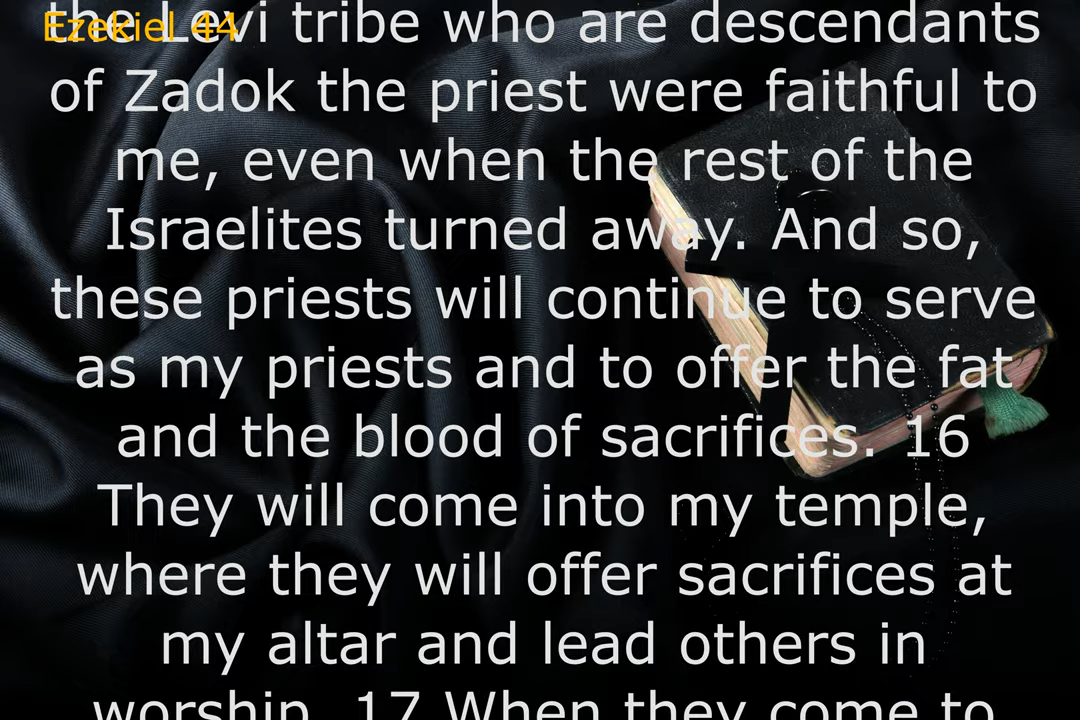 Ezekiel 44
the Levi tribe who are descendants
of Zadok the priest were faithful to
me, even when the rest of the
Israelites turned away. And so,
these priests will continue to serve
as my priests and to offer the fat
and the blood of sacrifices. 16
They will come into my temple,
where they will offer sacrifices at
my altar and lead others in
worship. 17 When they come to